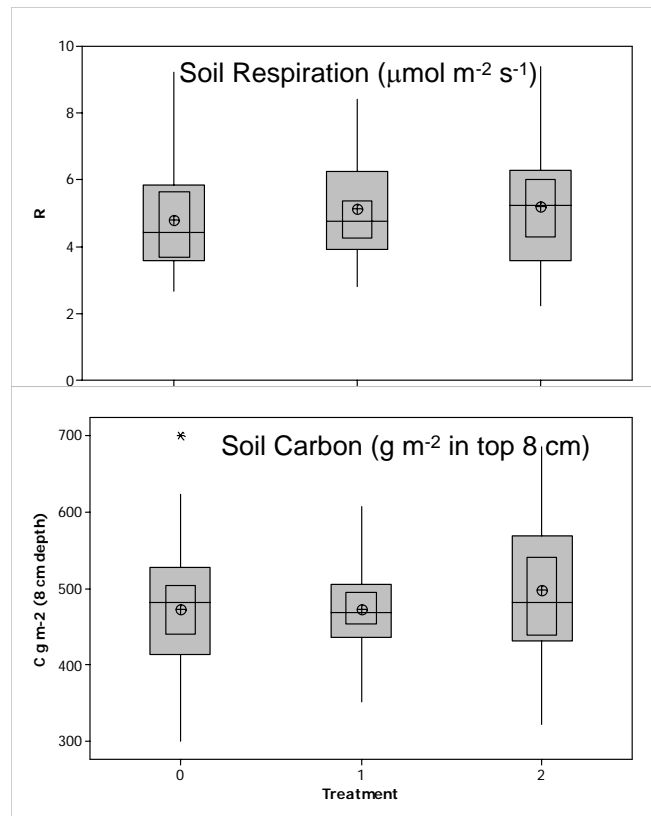 10
Soil Respiration (μmol m-2 s-1)
8
6
R
4
2
0
700
Soil Carbon (g m-2 in top 8 cm)
600
C g m-2 (8 cm depth)
500
400
300
0 1 2
Treatment